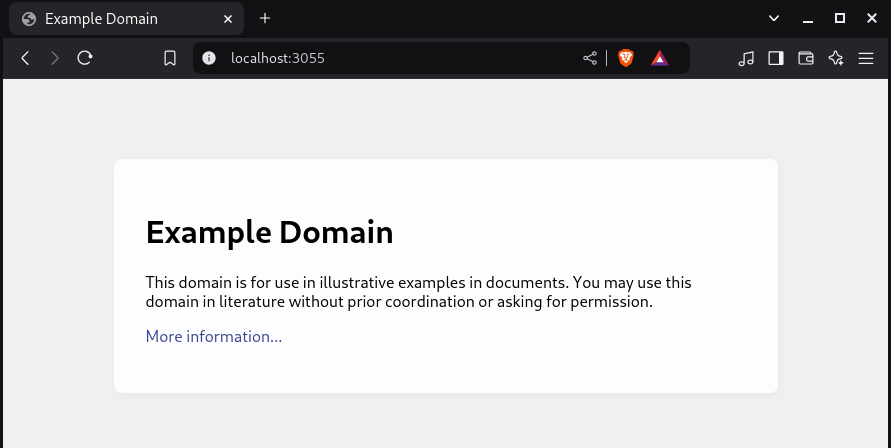 Example Domain
localhost:3055
Example Domain
This domain is for use in illustrative examples in documents. You may use this
domain in literature without prior coordination or asking for permission.
More information...